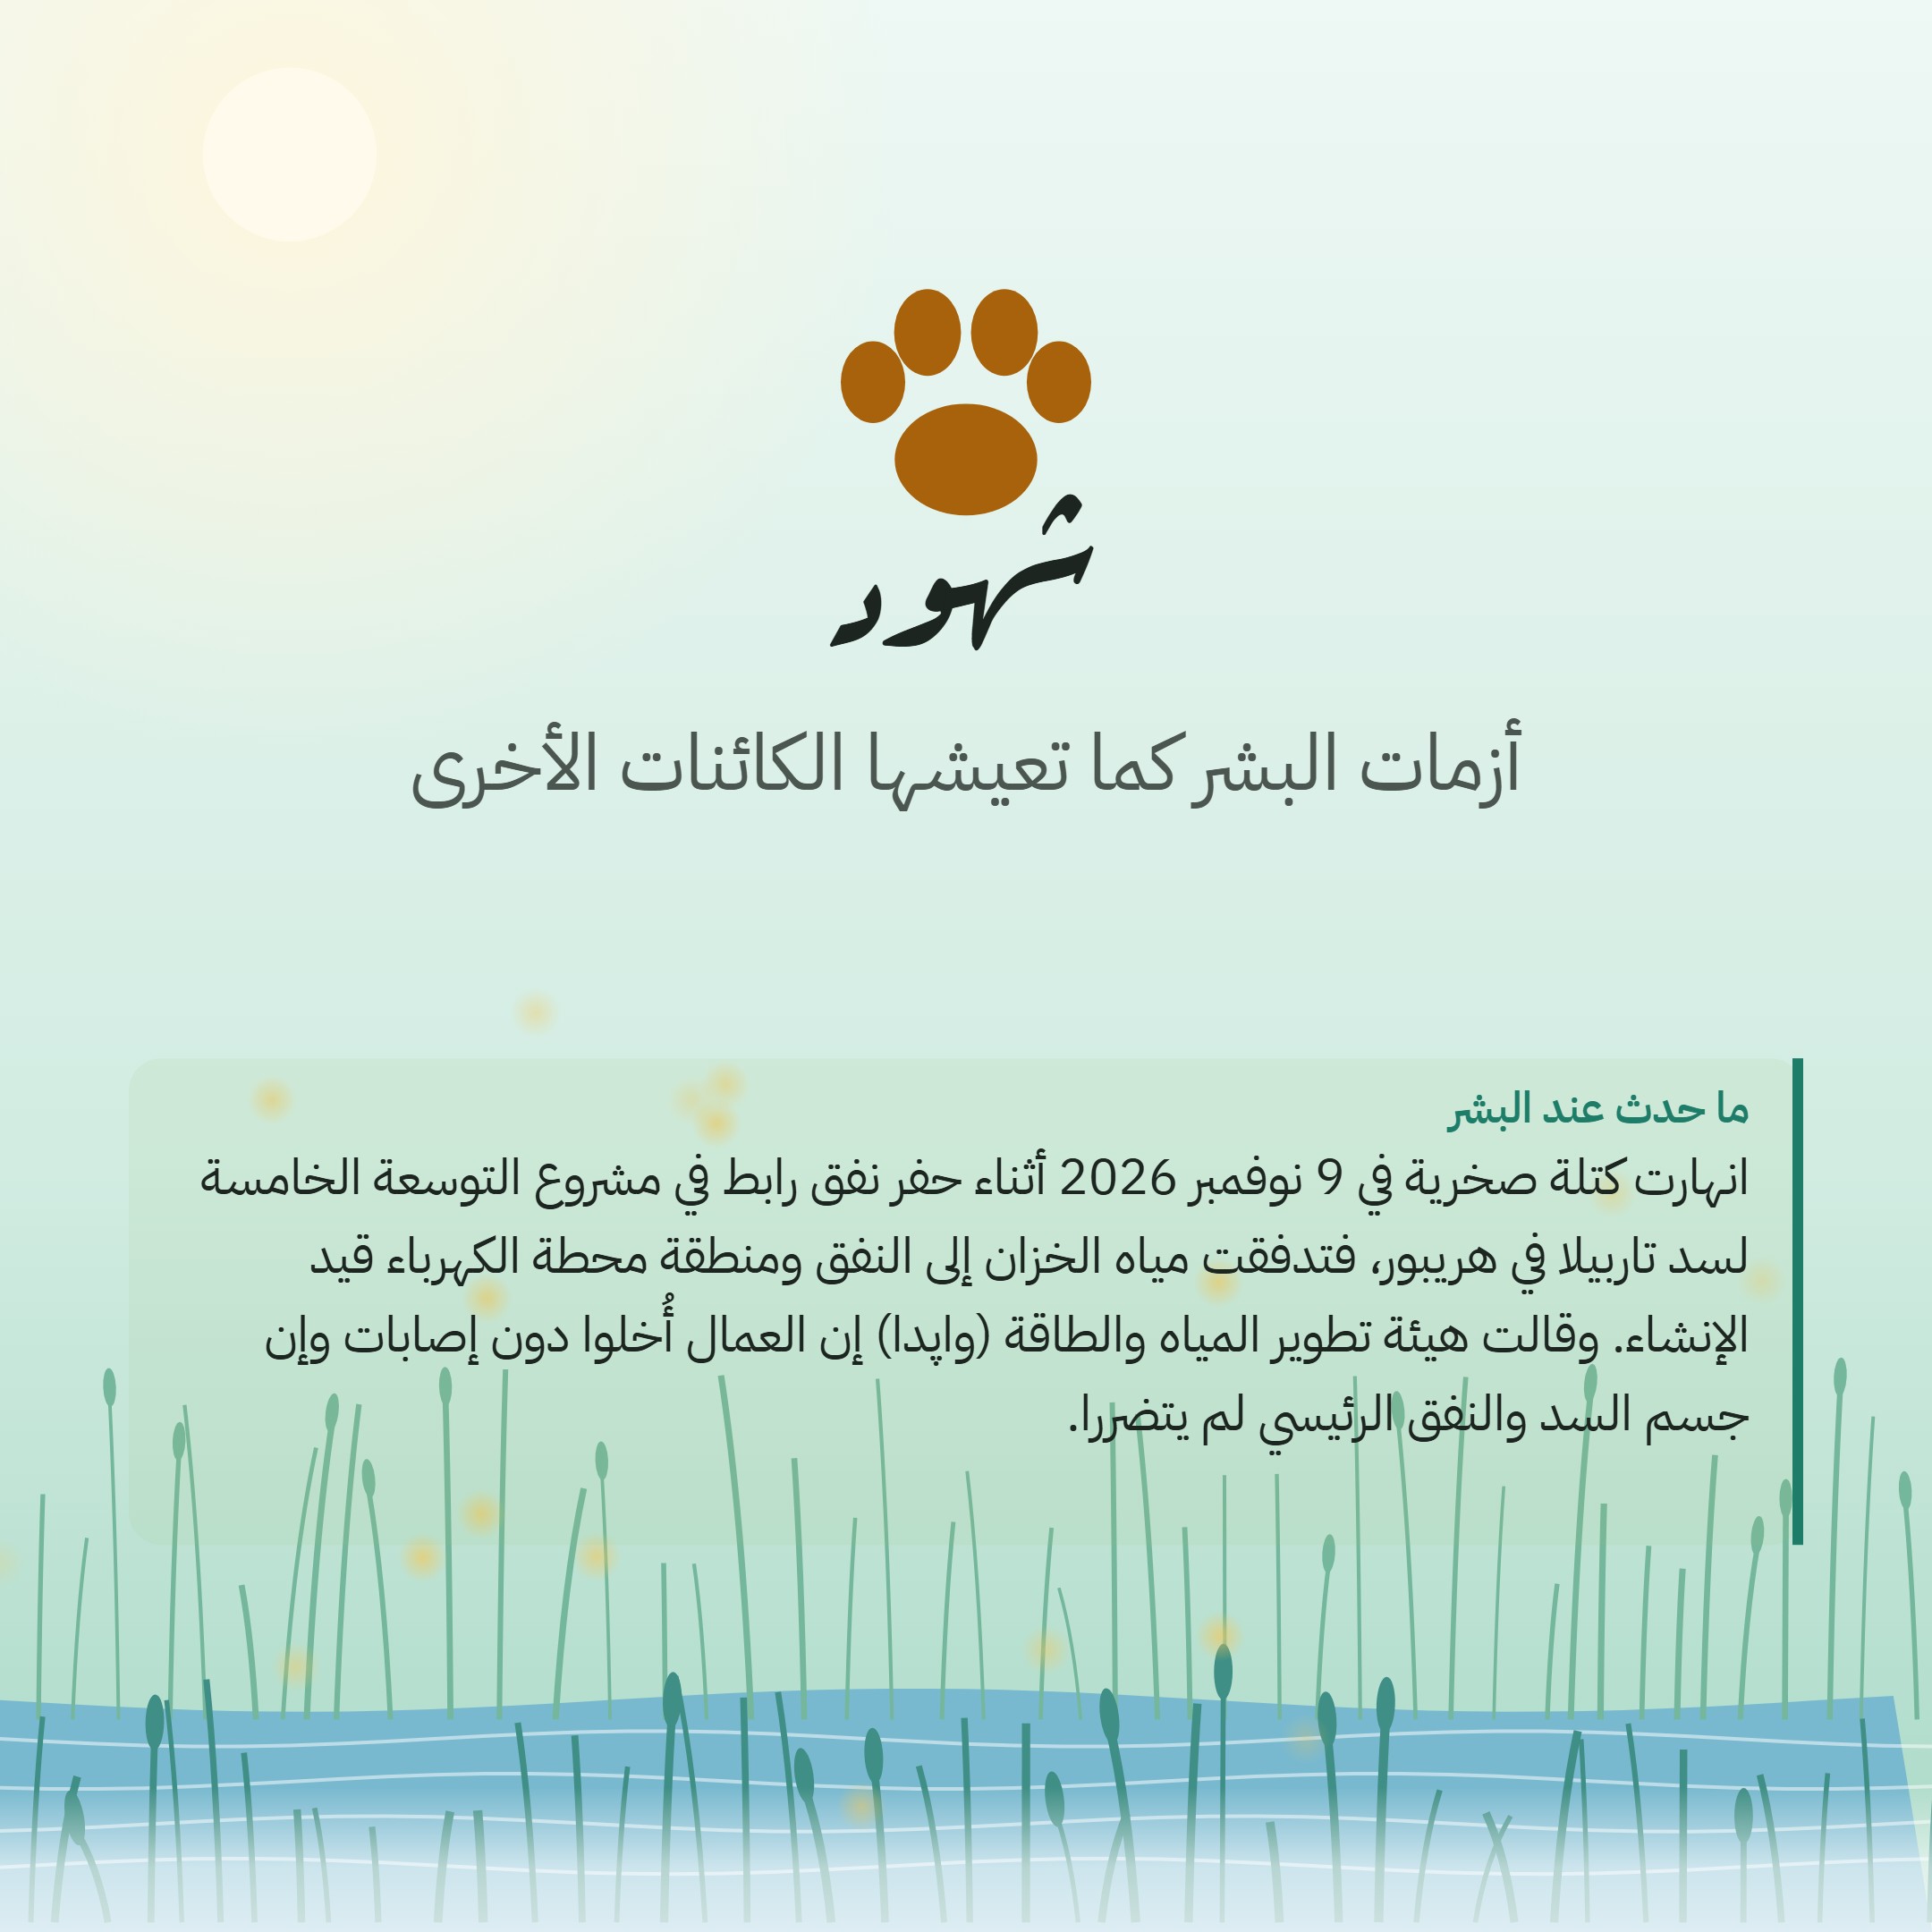 شهود
أزمات البشر كما تعيشها الكائنات الأخرى
ما حدث عند البشر
انهارت كتلة صخرية في 9 نوفمبر 2026 أثناء حفر نفق رابط في مشروع التوسعة الخامسة
لسد تاربيلا في هريبور، فتدفقت مياه الخزان إلى النفق ومنطقة محطة الكهرباء قيد
الإنشاء. وقالت هيئة تطوير المياه والطاقة (واپدا) إن العمال أُخلوا دون إصابات وإن
جسم السد والنفق الرئيسي لم يتضررا.